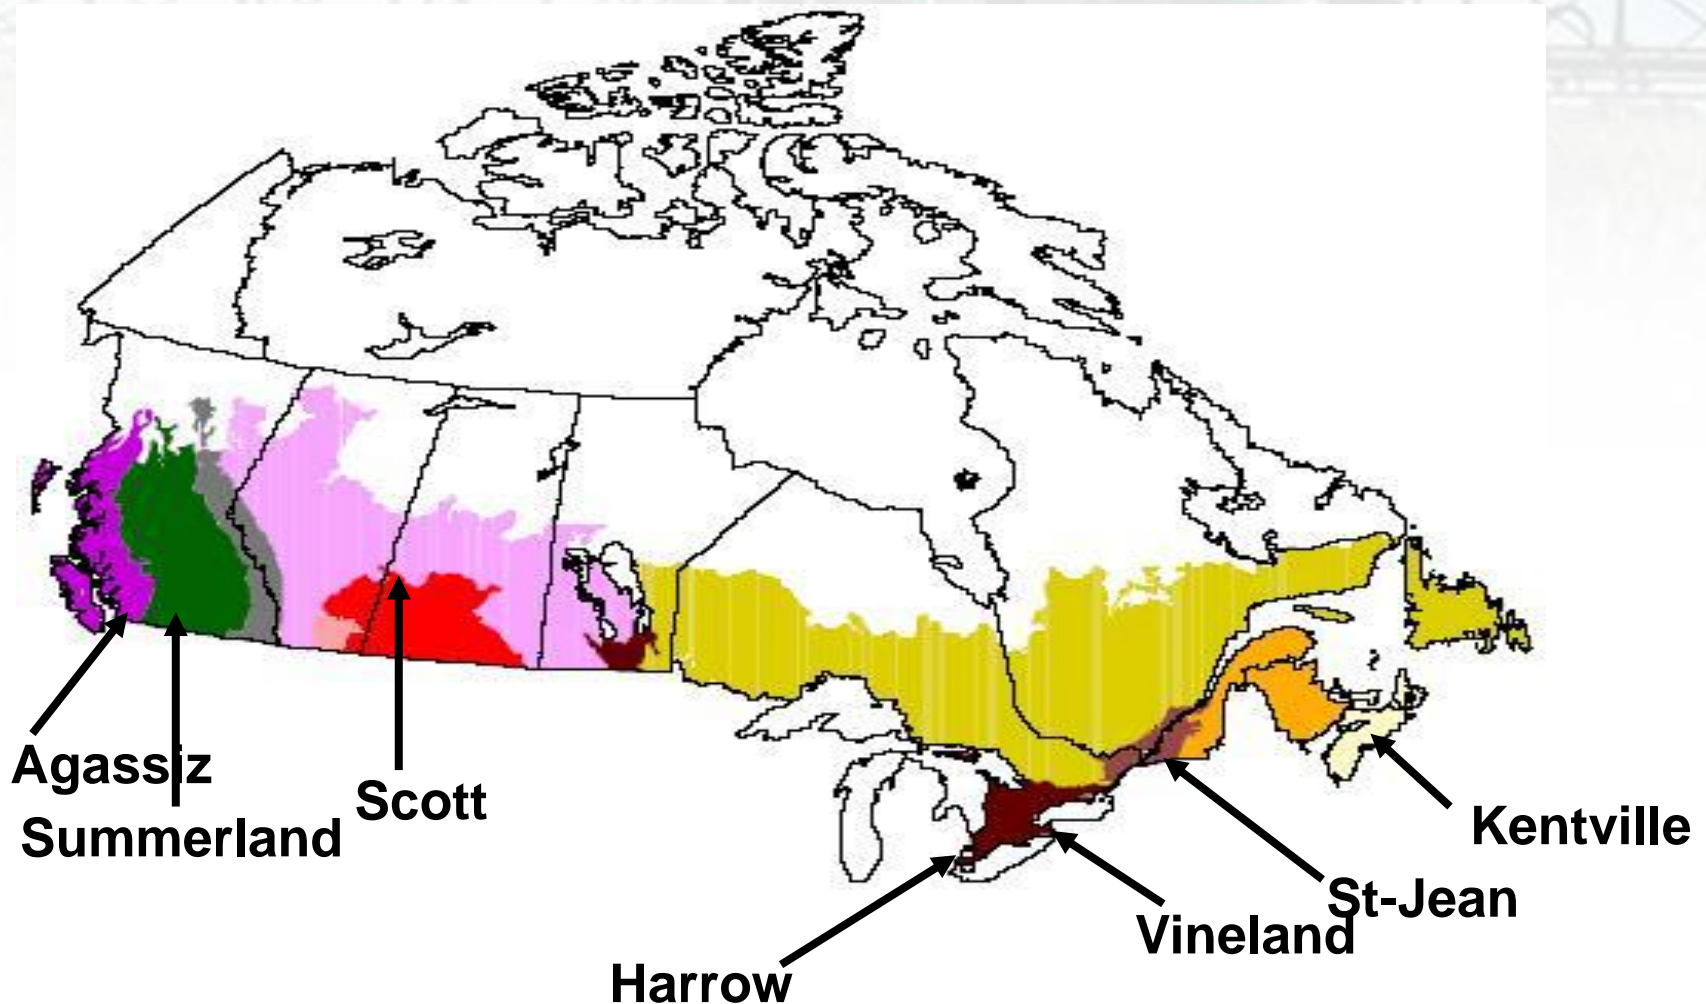 Agassiz
Summerland
Scott
Harrow
Vineland
St-Jean
Kentville